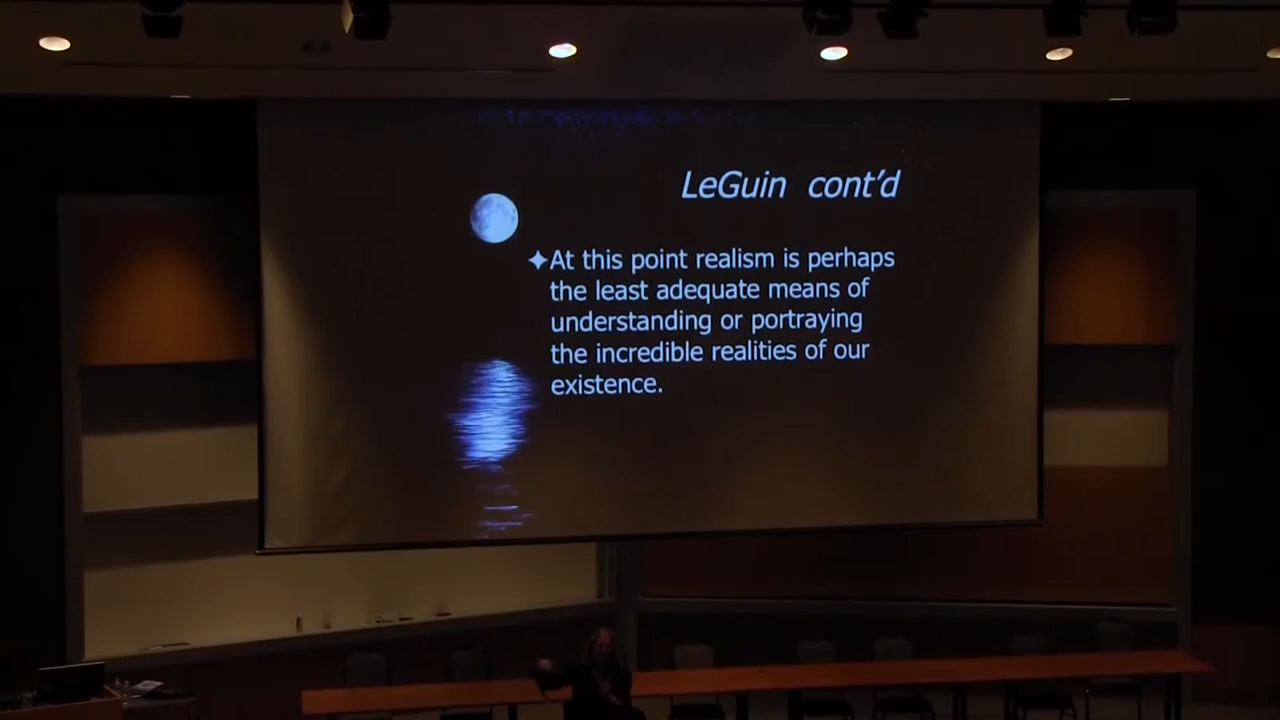 LeGuin cont'd
At this point realism is perhaps
the least adequate means of
understanding or portraying
the incredible realities of our
existence.